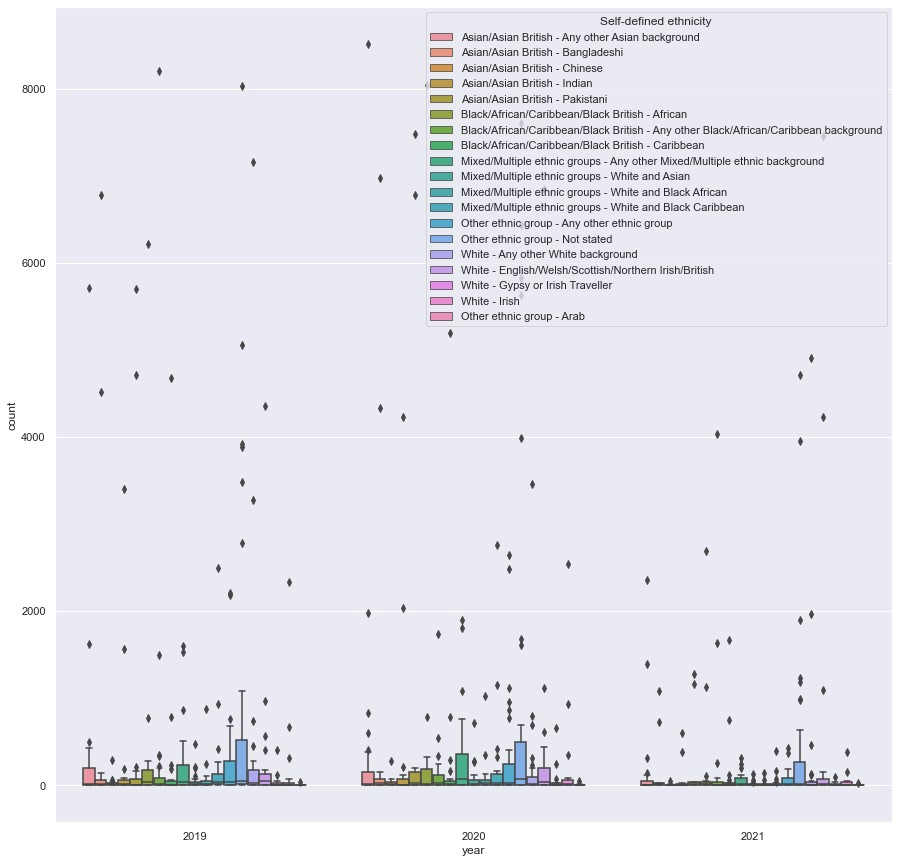 Self-defined ethnicity
Asian/Asian British - Any other Asian background
Asian/Asian British - Bangladeshi
Asian/Asian British - Chinese
Asian/Asian British - Indian
Asian/Asian British - Pakistani
Black/African/Caribbean/Black British - African
Black/African/Caribbean/Black British - Any other Black/African/Caribbean background
Black/African/Caribbean/Black British - Caribbean
Mixed/Multiple ethnic groups - Any other Mixed/Multiple ethnic background
Mixed/Multiple ethnic groups - White and Asian
Mixed/Multiple ethnic groups - White and Black African
Mixed/Multiple ethnic groups - White and Black Caribbean
Other ethnic group - Any other ethnic group
Other ethnic group - Not stated
White - Any other White background
White - English/Welsh/Scottish/Northern Irish/British
White - Gypsy or Irish Traveller
White - Irish
Other ethnic group - Arab
8000
6000
count
4000
2000
0
2019
2020
2021
year